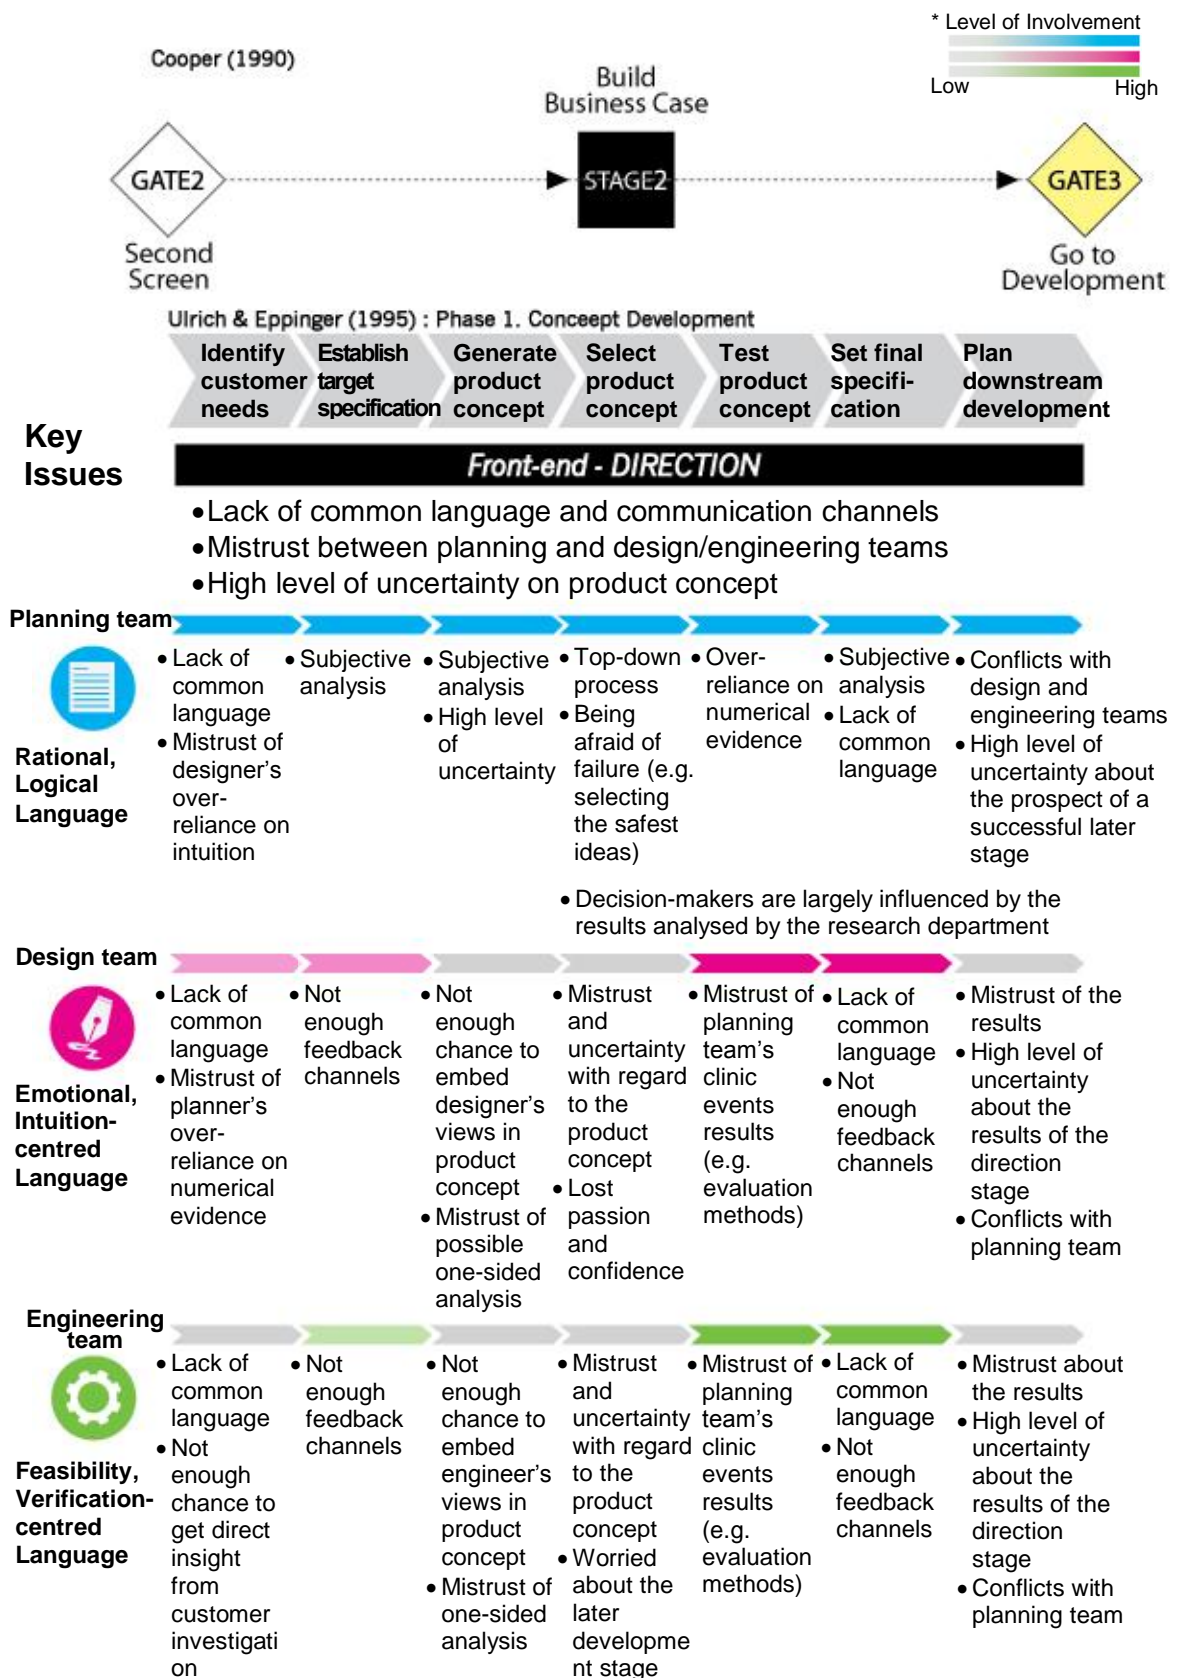 * Level of Involvement
Low
High
Cooper (1990)
Build
Business Case
GATE2
STAGE2
GATE3
Second
Screen
Go to
Development
Ulrich & Eppinger (1995) : Phase 1. Conceept Development
Identify
customer
needs
Establish
target
specification
Generate
product
concept
Select
product
concept
Test
product
concept
Set final
specifi-
cation
Plan
downstream
development
Key
Issues
Front-end - DIRECTION
•Lack of common language and communication channels
•Mistrust between planning and design/engineering teams
•High level of uncertainty on product concept
Planning team
Rational,
Logical
Language
• Lack of
common
language
• Mistrust of
designer's
over-
reliance on
intuition
• Subjective
analysis
• Subjective
analysis
• High level
of
uncertainty
• Top-down
process
• Being
afraid of
failure (e.g.
selecting
the safest
ideas)
• Over-
reliance on
numerical
evidence
• Subjective
analysis
• Lack of
common
language
• Conflicts with
design and
engineering teams
• High level of
uncertainty about
the prospect of a
successful later
stage
• Decision-makers are largely influenced by the
results analysed by the research department
Design team
Emotional,
Intuition-
centred
Language
• Lack of
common
language
• Mistrust of
planner's
over-
reliance on
numerical
evidence
• Not
enough
feedback
channels
• Not
enough
chance to
embed
designer's
views in
product
concept
• Mistrust of
possible
one-sided
analysis
• Mistrust
and
uncertainty
with regard
to the
product
concept
• Lost
passion
and
confidence
• Mistrust of
planning
team's
clinic
events
results
(e.g.
evaluation
methods)
• Lack of
common
language
• Not
enough
feedback
channels
• Mistrust of the
results
• High level of
uncertainty
about the
results of the
direction
stage
• Conflicts with
planning team
Engineering
team
Feasibility,
Verification-
centred
Language
• Lack of
common
language
• Not
enough
chance to
get direct
insight
from
customer
investigati
on
• Not
enough
feedback
channels
• Not
enough
chance to
embed
engineer's
views in
product
concept
• Mistrust of
one-sided
analysis
• Mistrust
and
uncertainty
with regard
to the
product
concept
• Worried
about the
later
developme
nt stage
• Mistrust of
planning
team's
clinic
events
results
(e.g.
evaluation
methods)
• Lack of
common
language
• Not
enough
feedback
channels
• Mistrust about
the results
• High level of
uncertainty
about the
results of the
direction
stage
• Conflicts with
planning team